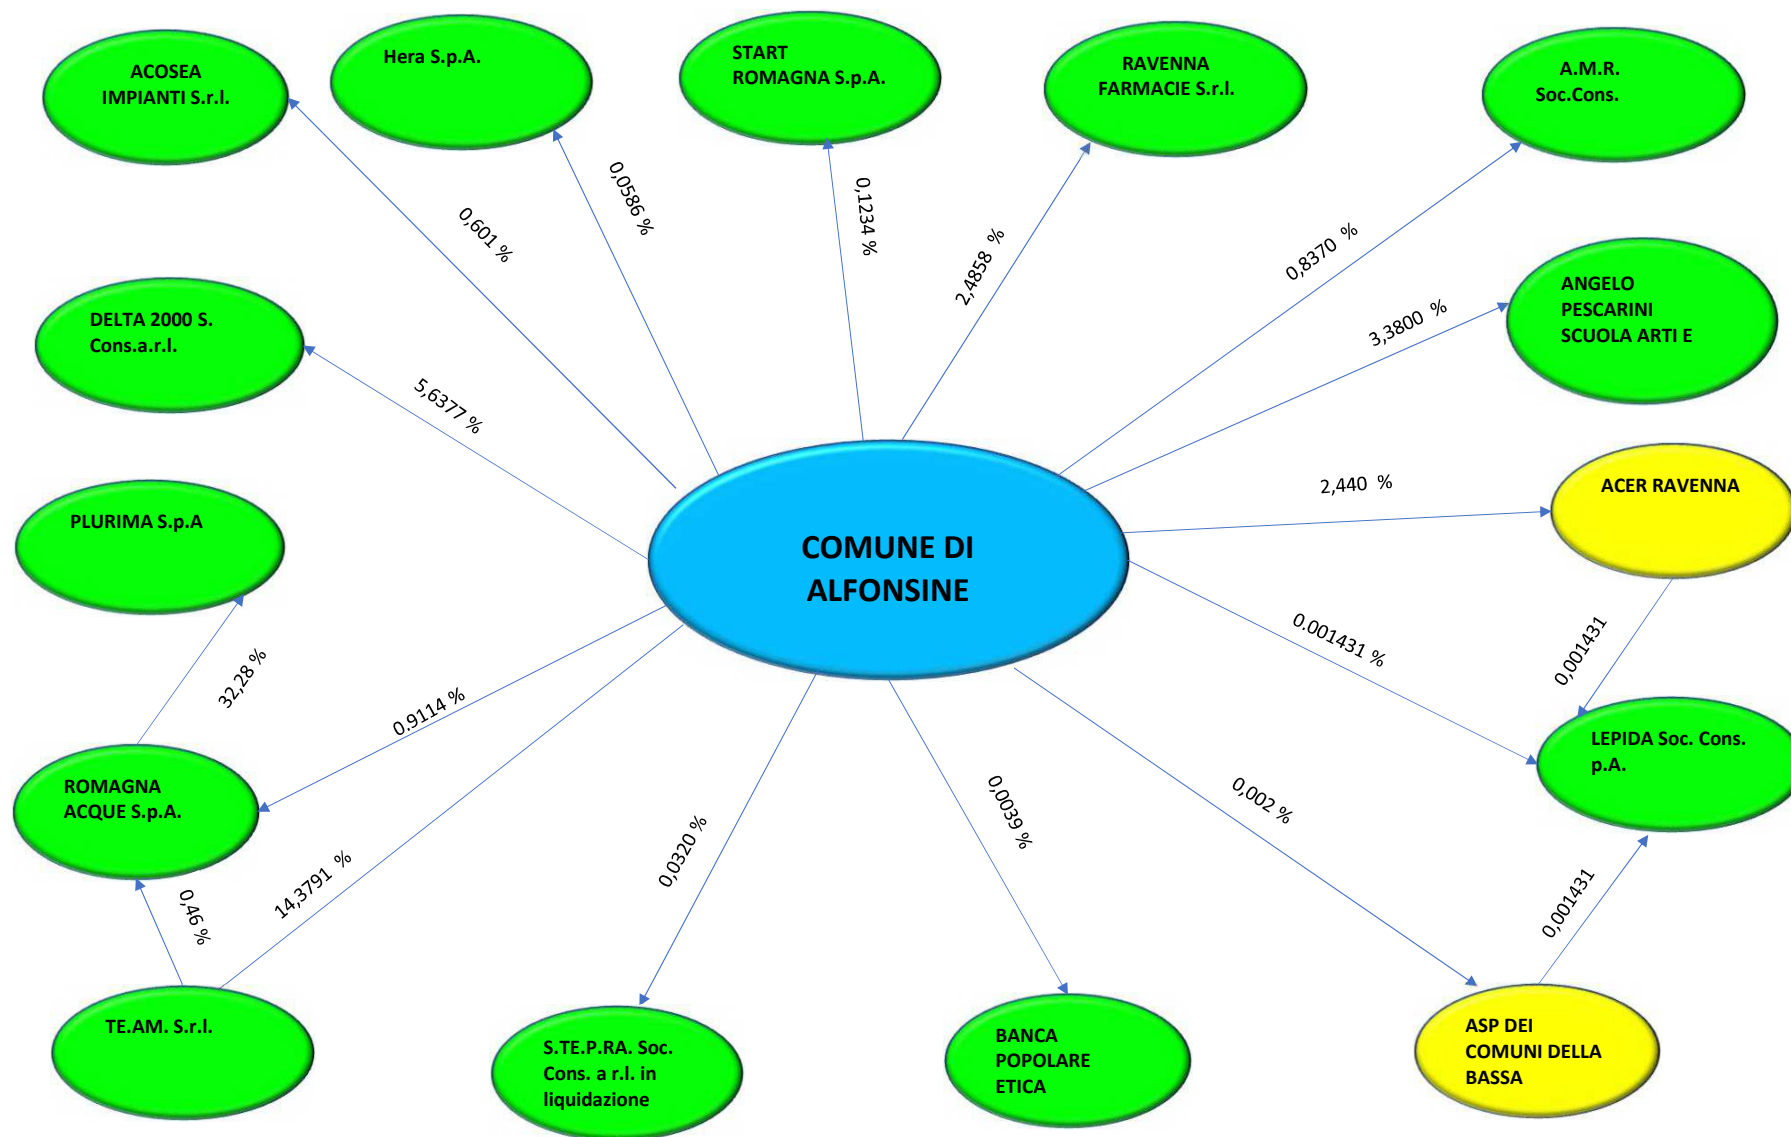 ACOSEA
IMPIANTI S.r.l.
Hera S.p.A.
START
ROMAGNA S.p.A.
RAVENNA
FARMACIE S.r.l.
A.M.R.
Soc.Cons.
0,601 %
0,0586 %
0,1234 %
2,4858 %
0,8370 %
DELTA 2000 S.
Cons.a.r.l.
5,6377 %
3,3800 %
ANGELO
PESCARINI
SCUOLA ARTI E
PLURIMA S.p.A
2,440 %
ACER RAVENNA
COMUNE DI
ALFONSINE
32,28 %
0.9114 %
0.001431 %
0,001431
ROMAGNA
ACQUE S.p.A.
LEPIDA Soc. Cons.
p.A.
0,46 %
14,3791 %
0,0320 %
0,0039 %
0,002 %
0,001431
TE.AM. S.r.l.
S.TE.P.RA. Soc.
Cons. a r.l. in
liquidazione
BANCA
POPOLARE
ETICA
ASP DEI
COMUNI DELLA
BASSA